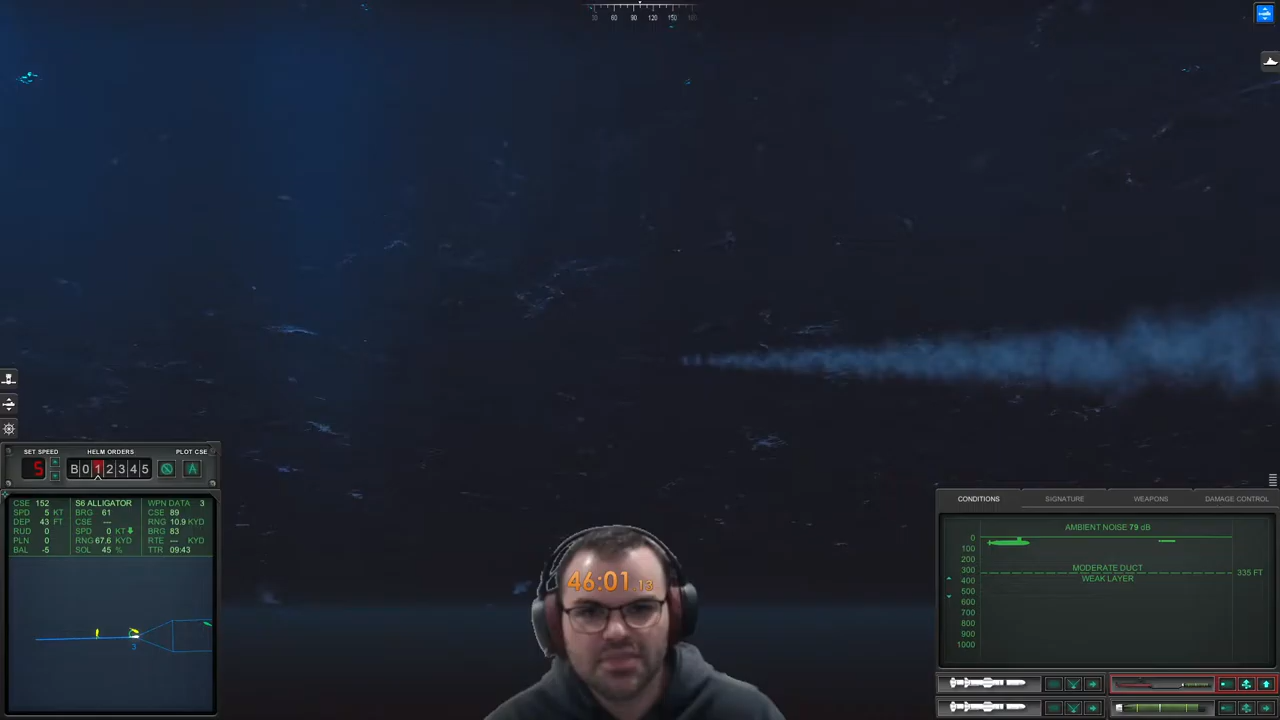 30 60 90 120 150 180
SET SPEED HELM ORDERS PLOT CSE
5 B 0 1 2 3 4 5 A
CSE 152 S6 ALLIGATOR WPN DATA 3
SPD 5 KT BRG 61 CSE 89
DEP 43 FT CSE --- RNG 10.9 KYD
RUD 0 SPD 0 KT BRG 83
PLN 0 RNG 67.6 KYD RTE --- KYD
BAL -5 SOL 45 % TTR 09:43
3
46:01 13
CONDITIONS SIGNATURE WEAPONS DAMAGE CONTROL
AMBIENT NOISE 79 dB
0
100
200
MODERATE DUCT
300
335 FT
WEAK LAYER
400
500
600
700
800
900
1000